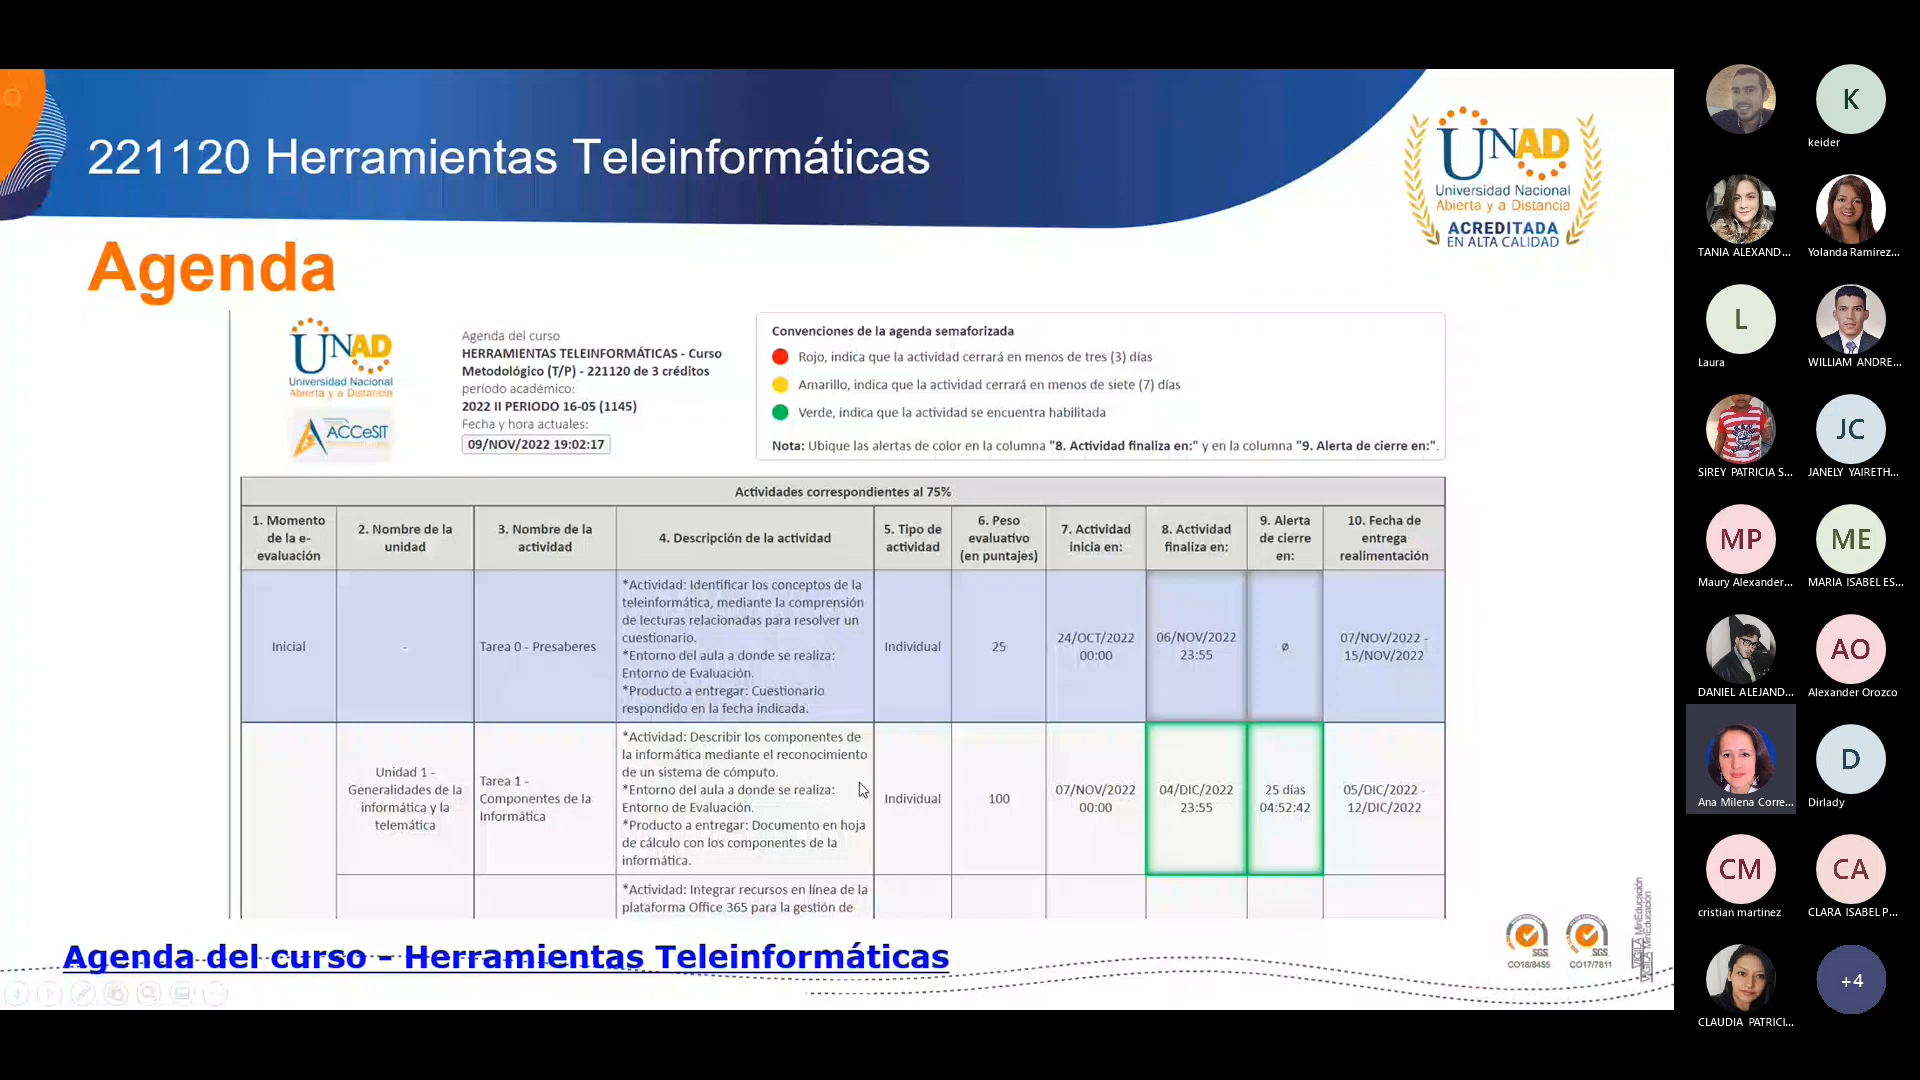 221120 Herramientas Teleinformáticas
UNAD
Universidad Nacional
Abierta y a Distancia
ACREDITADA
EN ALTA CALIDAD
Agenda
UNAD
Universidad Nacional
Abierta y a Distancia
ACCeSIT
Agenda del curso
HERRAMIENTAS TELEINFORMÁTICAS - Curso
Metodológico (T/P) - 221120 de 3 créditos
período académico:
2022 II PERIODO 16-05 (1145)
Fecha y hora actuales:
09/NOV/2022 19:02:17
Convenciones de la agenda semaforizada
Rojo, indica que la actividad cerrará en menos de tres (3) días
Amarillo, indica que la actividad cerrará en menos de siete (7) días
Verde, indica que la actividad se encuentra habilitada
Nota: Ubique las alertas de color en la columna "8. Actividad finaliza en:" y en la columna "9. Alerta de cierre en:".
Actividades correspondientes al 75%
1. Momento
de la e-
evaluación
2. Nombre de la
unidad
3. Nombre de la
actividad
4. Descripción de la actividad
5. Tipo de
actividad
6. Peso
evaluativo
(en puntajes)
7. Actividad
inicia en:
8. Actividad
finaliza en:
9. Alerta
de cierre
en:
10. Fecha de
entrega
realimentación
Inicial
-
Tarea 0 - Presaberes
*Actividad: Identificar los conceptos de la
teleinformática, mediante la comprensión
de lecturas relacionadas para resolver un
cuestionario.
*Entorno del aula a donde se realiza:
Entorno de Evaluación.
*Producto a entregar: Cuestionario
respondido en la fecha indicada.
Individual
25
24/OCT/2022
00:00
06/NOV/2022
23:55
ø
07/NOV/2022 -
15/NOV/2022
Unidad 1 -
Generalidades de la
informática y la
telemática
Tarea 1 -
Componentes de la
Informática
*Actividad: Describir los componentes de
la informática mediante el reconocimiento
de un sistema de cómputo.
*Entorno del aula a donde se realiza:
Entorno de Evaluación.
*Producto a entregar: Documento en hoja
de cálculo con los componentes de la
informática.
Individual
100
07/NOV/2022
00:00
04/DIC/2022
23:55
25 días
04:52:42
05/DIC/2022 -
12/DIC/2022
*Actividad: Integrar recursos en línea de la
plataforma Office 365 para la gestión de
Agenda del curso – Herramientas Teleinformáticas
SGS
CO18/8455
SGS
CO17/7811
VIGILADA MinEducación
K
keider
TANIA ALEXAND...
Yolanda Ramirez...
L
Laura
WILLIAM ANDRE...
SIREY PATRICIA S...
JC
JANELY YAIRETH...
MP
Maury Alexander...
ME
MARIA ISABEL ES...
DANIEL ALEJAND...
AO
Alexander Orozco
Ana Milena Corre...
D
Dirlady
CM
cristian martinez
CA
CLARA ISABEL P...
CLAUDIA PATRICI...
+4